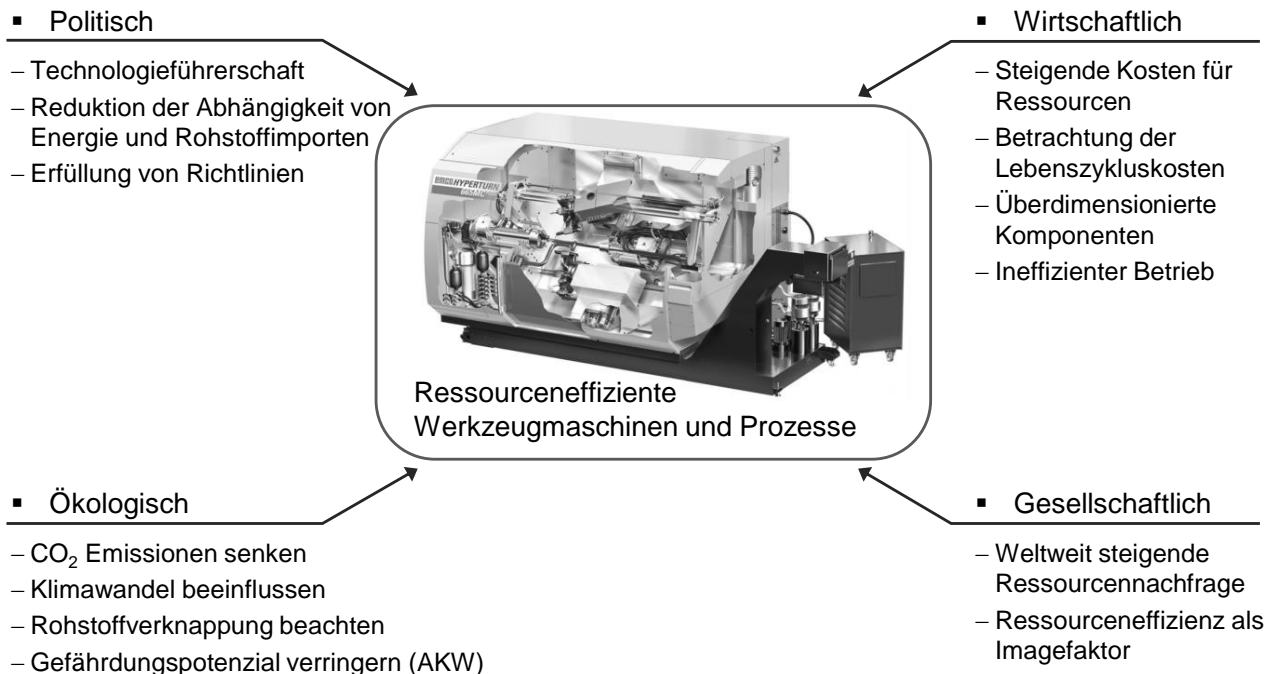 ▪ Politisch
– Technologieführerschaft
– Reduktion der Abhängigkeit von
Energie und Rohstoffimporten
– Erfüllung von Richtlinien
▪ Wirtschaftlich
– Steigende Kosten für
Ressourcen
– Betrachtung der
Lebenszykluskosten
– Überdimensionierte
Komponenten
– Ineffizienter Betrieb
HYPERTURN
Ressourceneffiziente
Werkzeugmaschinen und Prozesse
▪ Ökologisch
– CO₂ Emissionen senken
– Klimawandel beeinflussen
– Rohstoffverknappung beachten
– Gefährdungspotenzial verringern (AKW)
▪ Gesellschaftlich
– Weltweit steigende
Ressourcennachfrage
– Ressourceneffizienz als
Imagefaktor